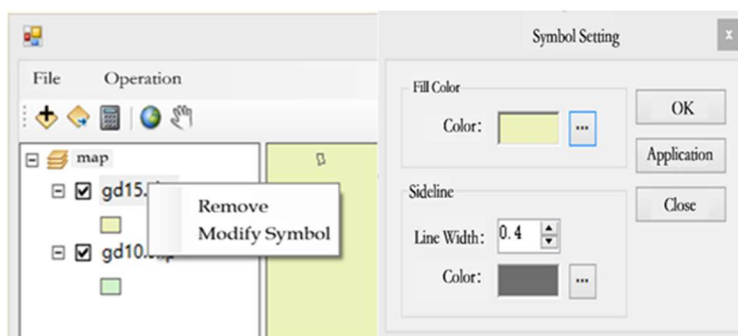 File Operation
map
gd15.
Remove
Modify Symbol
gd10.
Symbol Setting
x
Fill Color
Color:
...
OK
Application
Close
Sideline
Line Width: 0.4
Color:
...